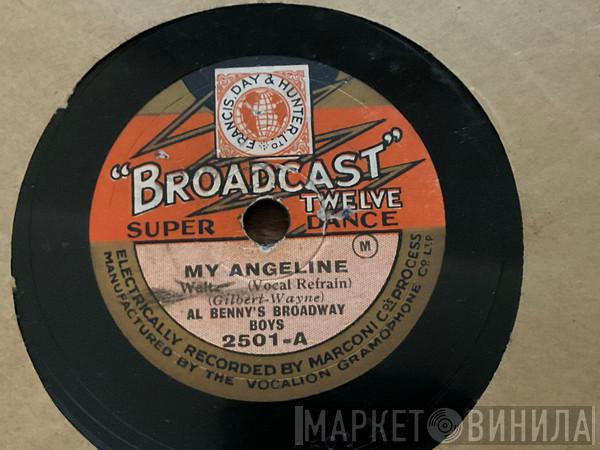 FRANCIS, DAY & HUNTER, LTD.
"BROADCAST"
TWELVE
SUPER DANCE
M
MY ANGELINE
Waltz (Vocal Refrain)
(Gilbert-Wayne)
AL BENNY'S BROADWAY
BOYS
2501-A
ELECTRICALLY RECORDED BY MARCONI Co's PROCESS
MANUFACTURED BY THE VOCALION GRAMOPHONE Co. LTD.
МАРКЕТ ВИНИЛА